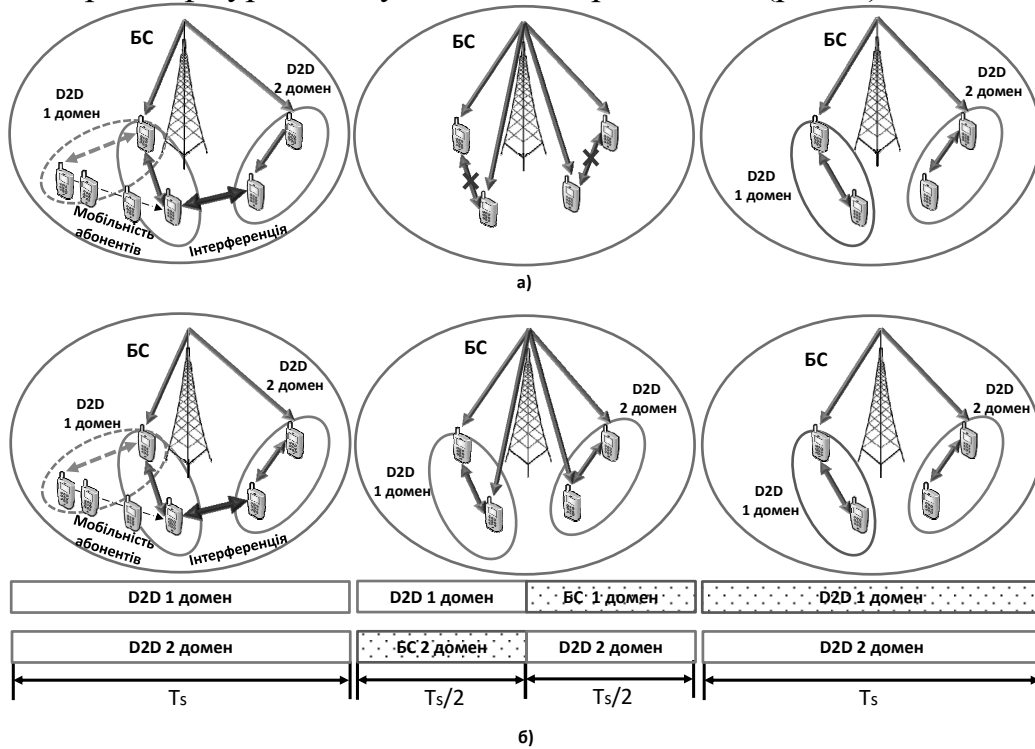 БС
D2D
1 домен
D2D
2 домен
Мобільність
абонентів
Інтерференція
БС
БС
D2D
2 домен
D2D
1 домен
а)
БС
D2D
1 домен
D2D
2 домен
Мобільність
абонентів
Інтерференція
БС
D2D
2 домен
D2D
1 домен
БС
D2D
2 домен
D2D
1 домен
D2D 1 домен
D2D 1 домен
БС 1 домен
D2D 1 домен
D2D 2 домен
БС 2 домен
D2D 2 домен
D2D 2 домен
Ts
Ts/2
Ts/2
Ts
б)